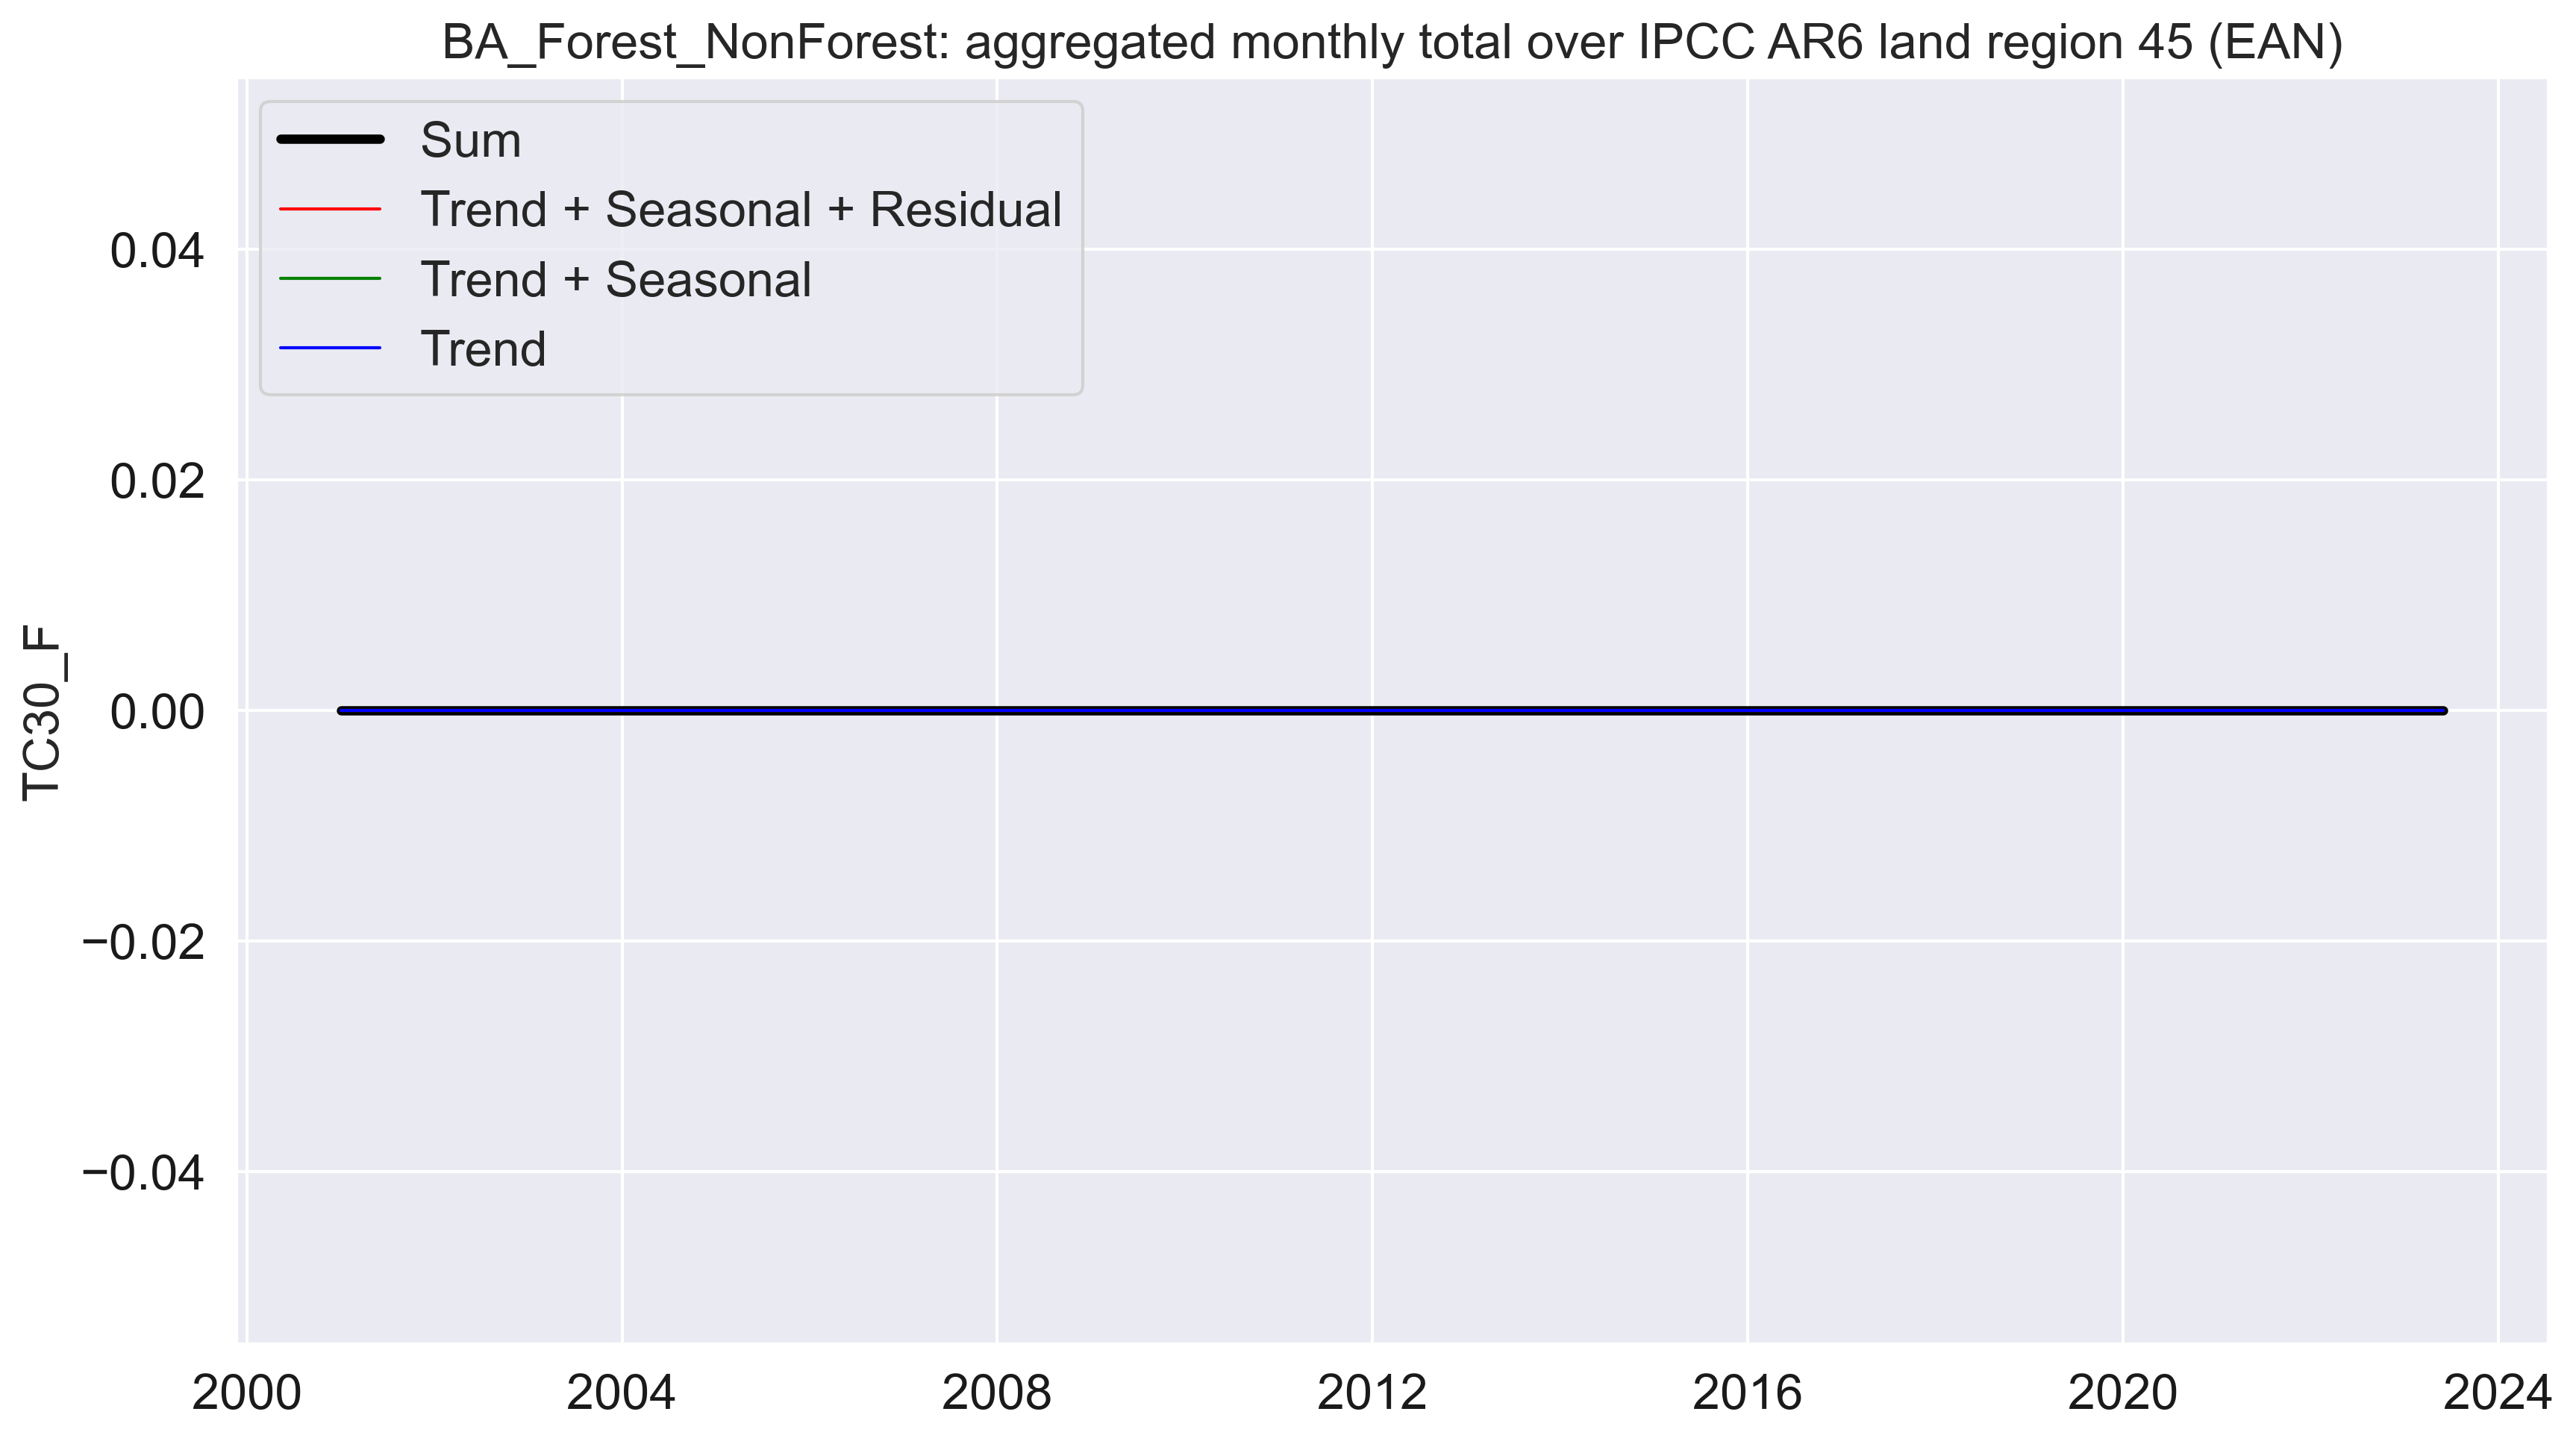 BA_Forest_NonForest: aggregated monthly total over IPCC AR6 land region 45 (EAN)
Sum
Trend + Seasonal + Residual
Trend + Seasonal
Trend
TC30_F
0.04
0.02
0.00
−0.02
−0.04
2000 2004 2008 2012 2016 2020 2024